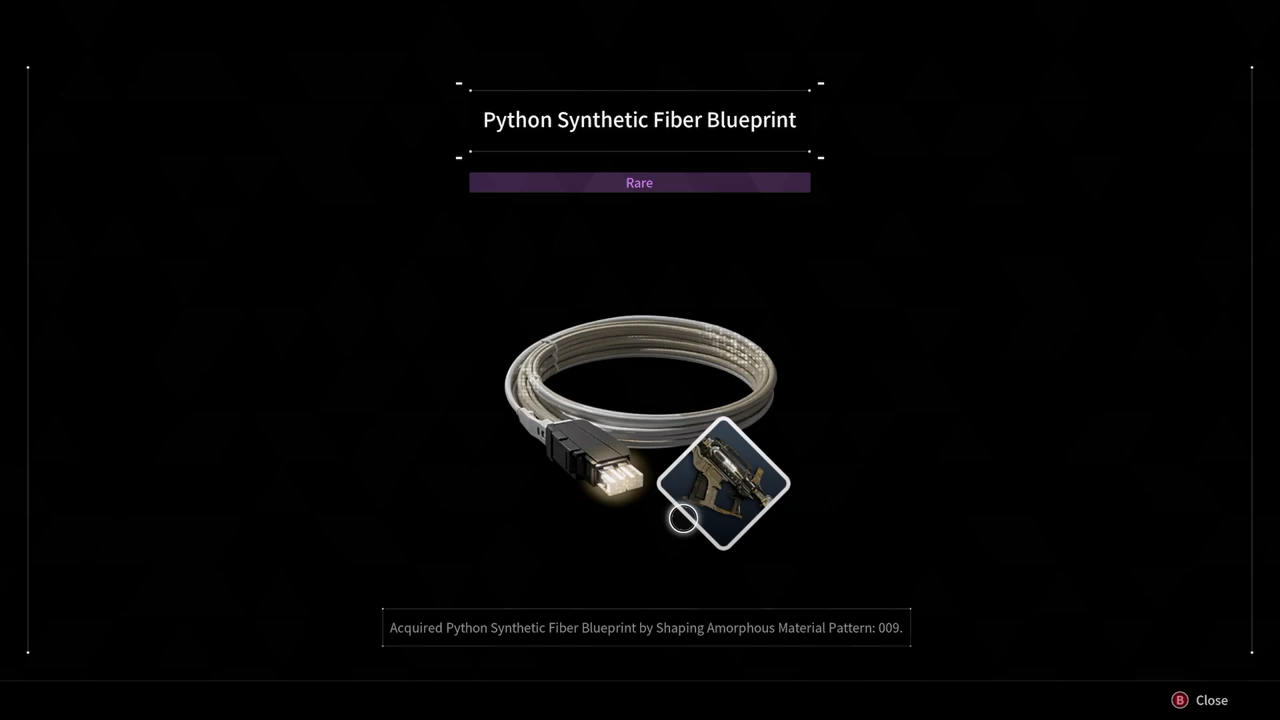 Python Synthetic Fiber Blueprint
Rare
Acquired Python Synthetic Fiber Blueprint by Shaping Amorphous Material Pattern: 009.
B Close